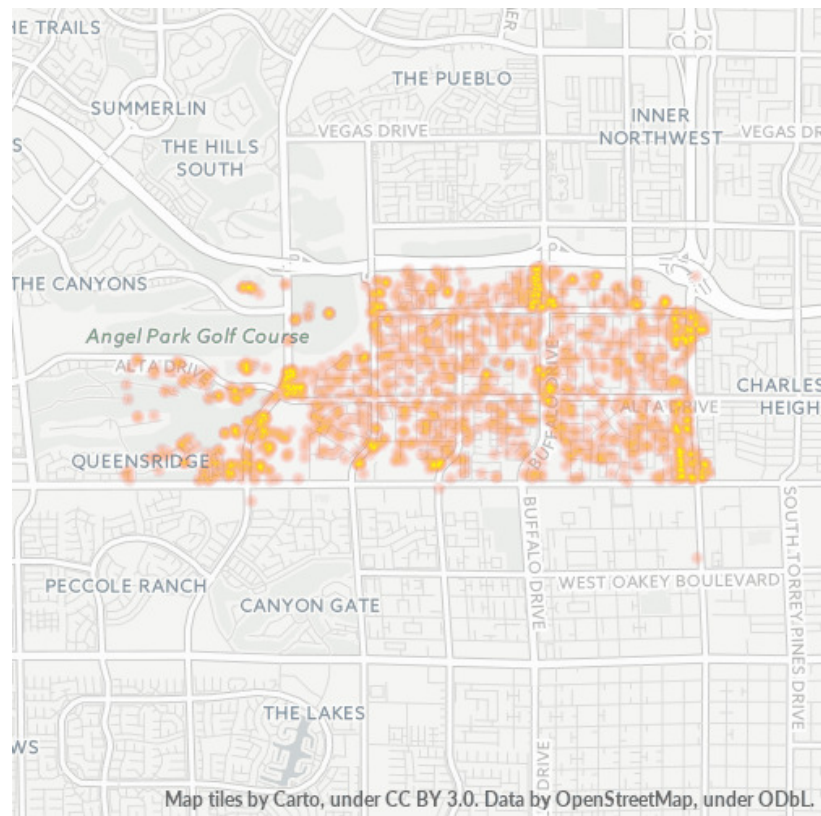 HE TRAILS
ER
THE PUEBLO
SUMMERLIN
INNER
NORTHWEST
VEGAS DRIVE
VEGAS DR
S
THE HILLS
SOUTH
THE CANYONS
Angel Park Golf Course
ALTA DRIVE
BUFFALO DRIVE
CHARLES
HEIGH
ALTA DRIVE
QUEENSRIDGE
BUFFALO DRIVE
SOUTH TORREY PINES DRIVE
PECCOLE RANCH
WEST OAKEY BOULEVARD
CANYON GATE
THE LAKES
WS
DRIVE
Map tiles by Carto, under CC BY 3.0. Data by OpenStreetMap, under ODbL.